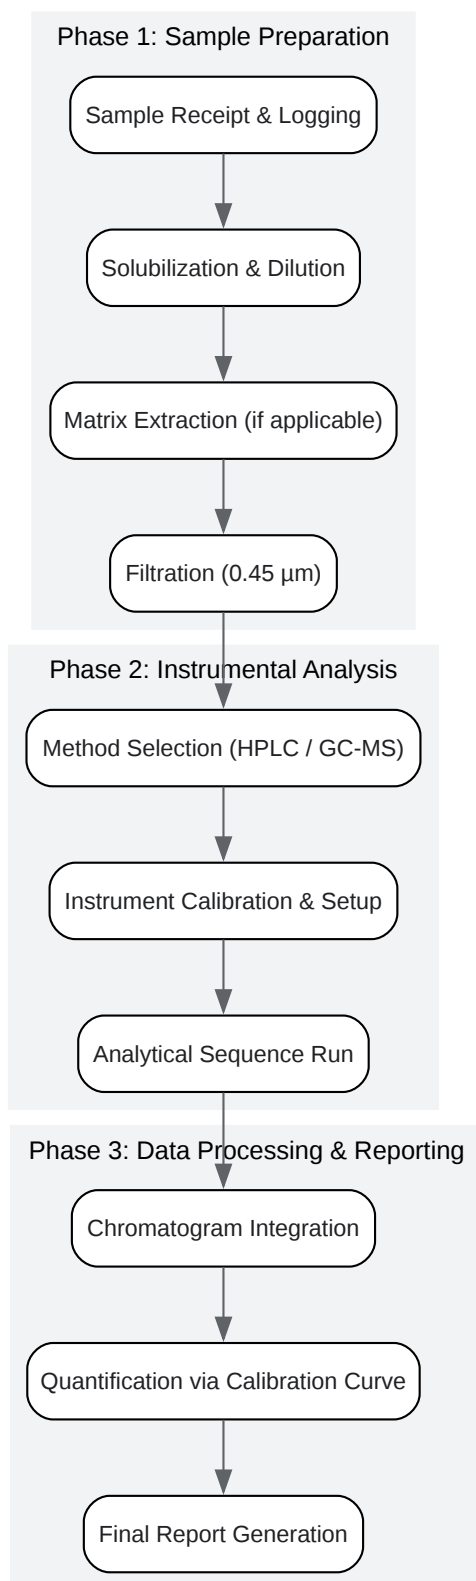 Phase 1: Sample Preparation
Sample Receipt & Logging
Solubilization & Dilution
Matrix Extraction (if applicable)
Filtration (0.45 µm)
Phase 2: Instrumental Analysis
Method Selection (HPLC / GC-MS)
Instrument Calibration & Setup
Analytical Sequence Run
Phase 3: Data Processing & Reporting
Chromatogram Integration
Quantification via Calibration Curve
Final Report Generation